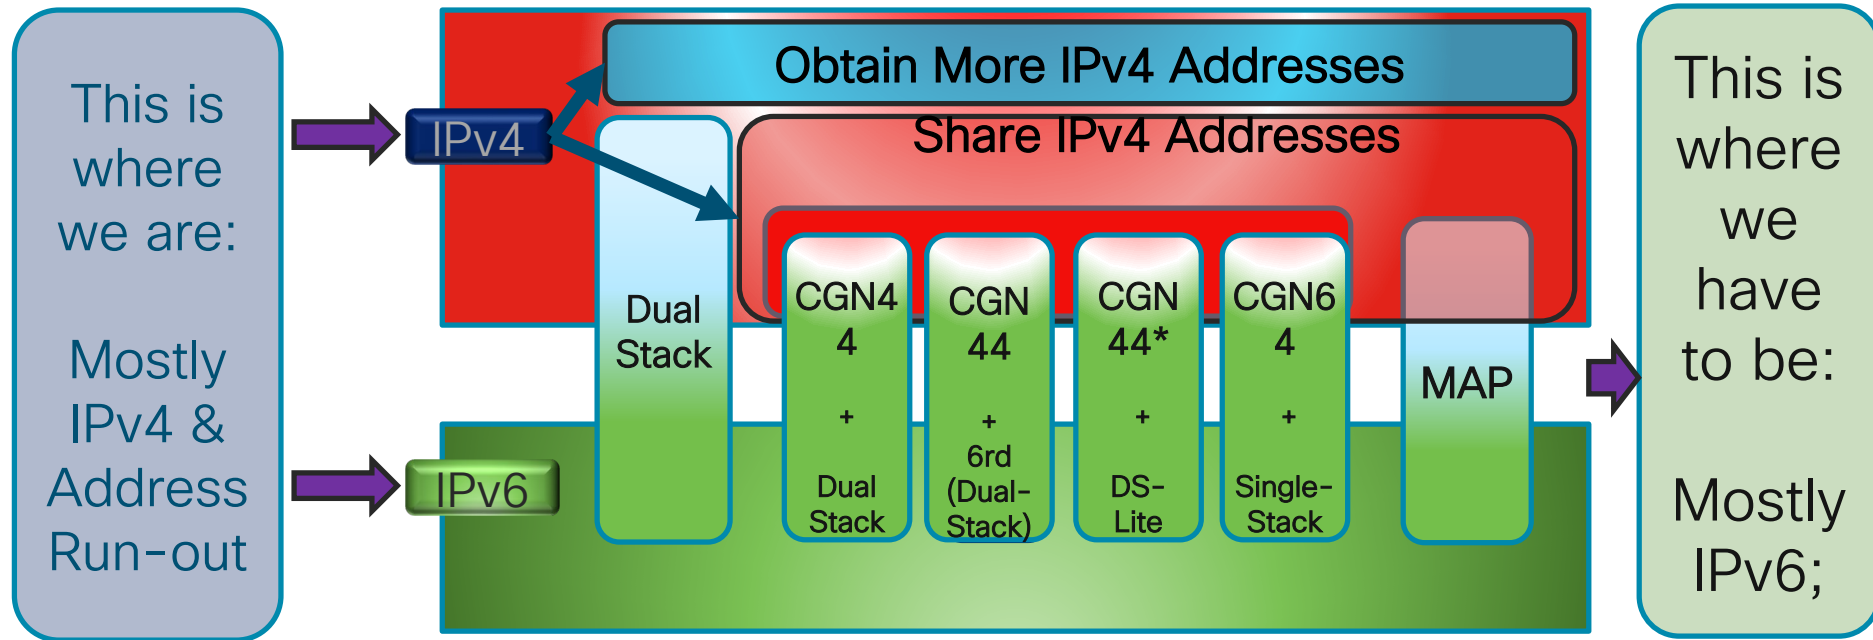 This is
where
we are:
Mostly
IPv4 &
Address
Run-out
IPv4
IPv6
Obtain More IPv4 Addresses
Share IPv4 Addresses
Dual
Stack
CGN4
4
+
Dual
Stack
CGN
44
+
6rd
(Dual-
Stack)
CGN
44*
+
DS-
Lite
CGN6
4
+
Single-
Stack
MAP
This is
where
we
have
to be:
Mostly
IPv6;